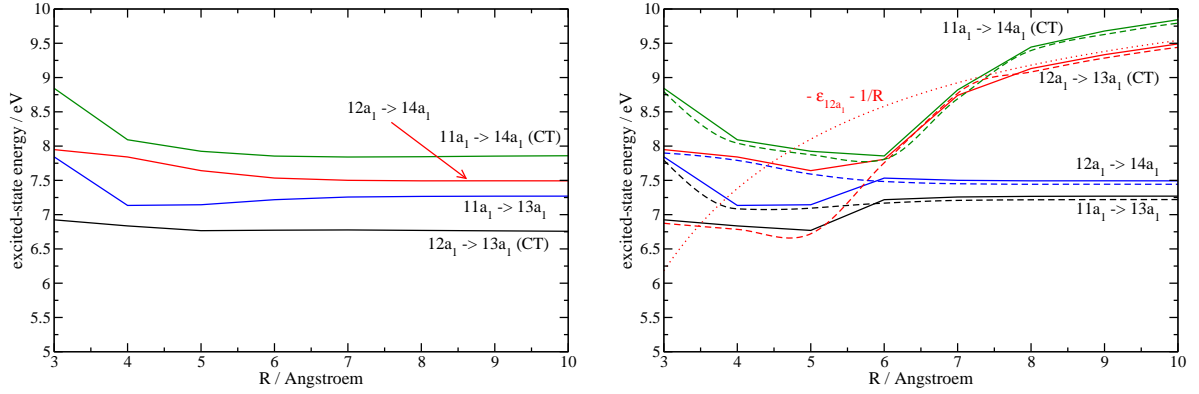 10
9.5
9
8.5
8
7.5
7
6.5
6
5.5
5
excited-state energy / eV
12a₁ -> 14a₁
11a₁ -> 14a₁ (CT)
11a₁ -> 13a₁
12a₁ -> 13a₁ (CT)
3 4 5 6 7 8 9 10
R / Angstroem
10
9.5
9
8.5
8
7.5
7
6.5
6
5.5
5
excited-state energy / eV
11a₁ -> 14a₁ (CT)
12a₁ -> 13a₁ (CT)
- ε₁₂ₐ₁ - 1/R
12a₁ -> 14a₁
11a₁ -> 13a₁
3 4 5 6 7 8 9 10
R / Angstroem